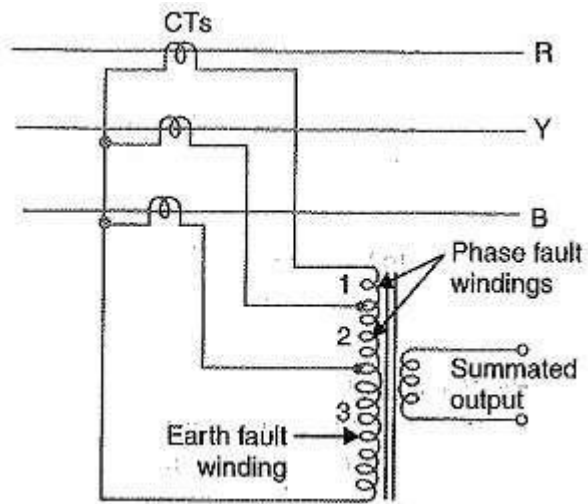 CTs
R
Y
B
Phase fault
windings
1
2
3
Summated
output
Earth fault
winding